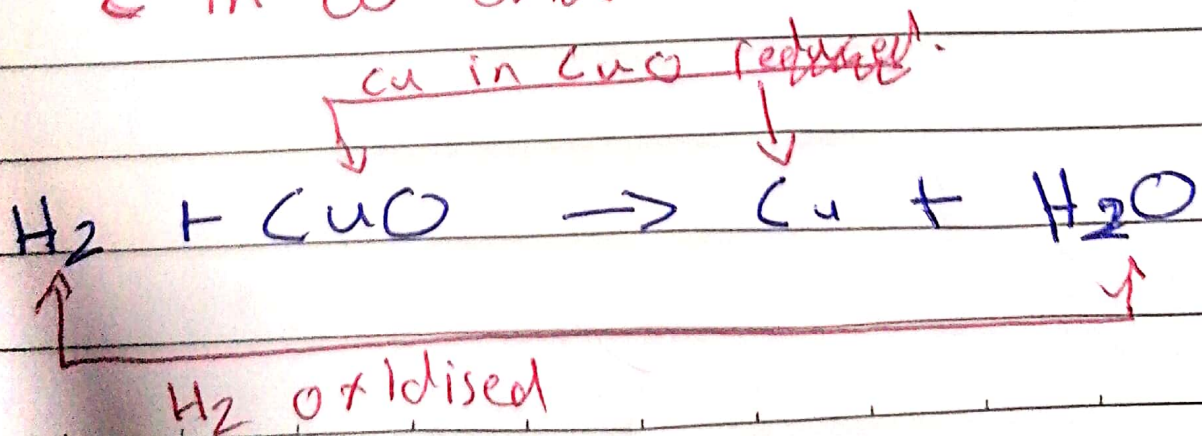 Cu in CuO reduced.
H2 + CuO → Cu + H2O
H2 oxidised